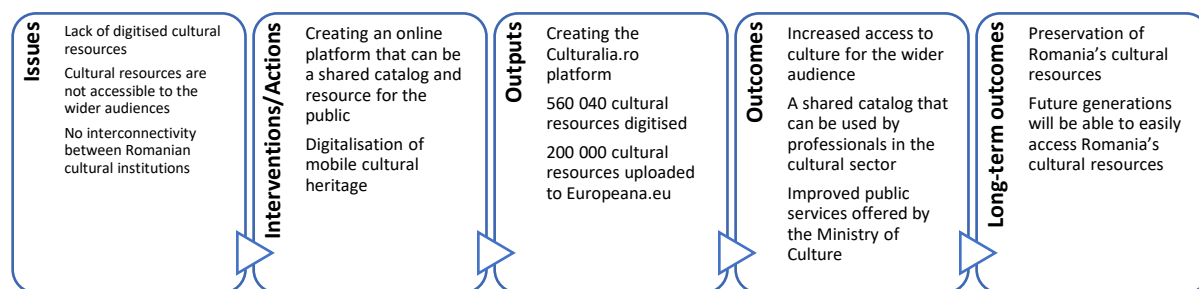 Issues
Lack of digitised cultural
resources
Cultural resources are
not accessible to the
wider audiences
No interconnectivity
between Romanian
cultural institutions
Interventions/Actions
Creating an online
platform that can be
a shared catalog and
resource for the
public
Digitalisation of
mobile cultural
heritage
Outputs
Creating the
Culturalia.ro
platform
560 040 cultural
resources digitised
200 000 cultural
resources uploaded
to Europeana.eu
Outcomes
Increased access to
culture for the wider
audience
A shared catalog that
can be used by
professionals in the
cultural sector
Improved public
services offered by
the Ministry of
Culture
Long-term outcomes
Preservation of
Romania's cultural
resources
Future generations
will be able to easily
access Romania's
cultural resources